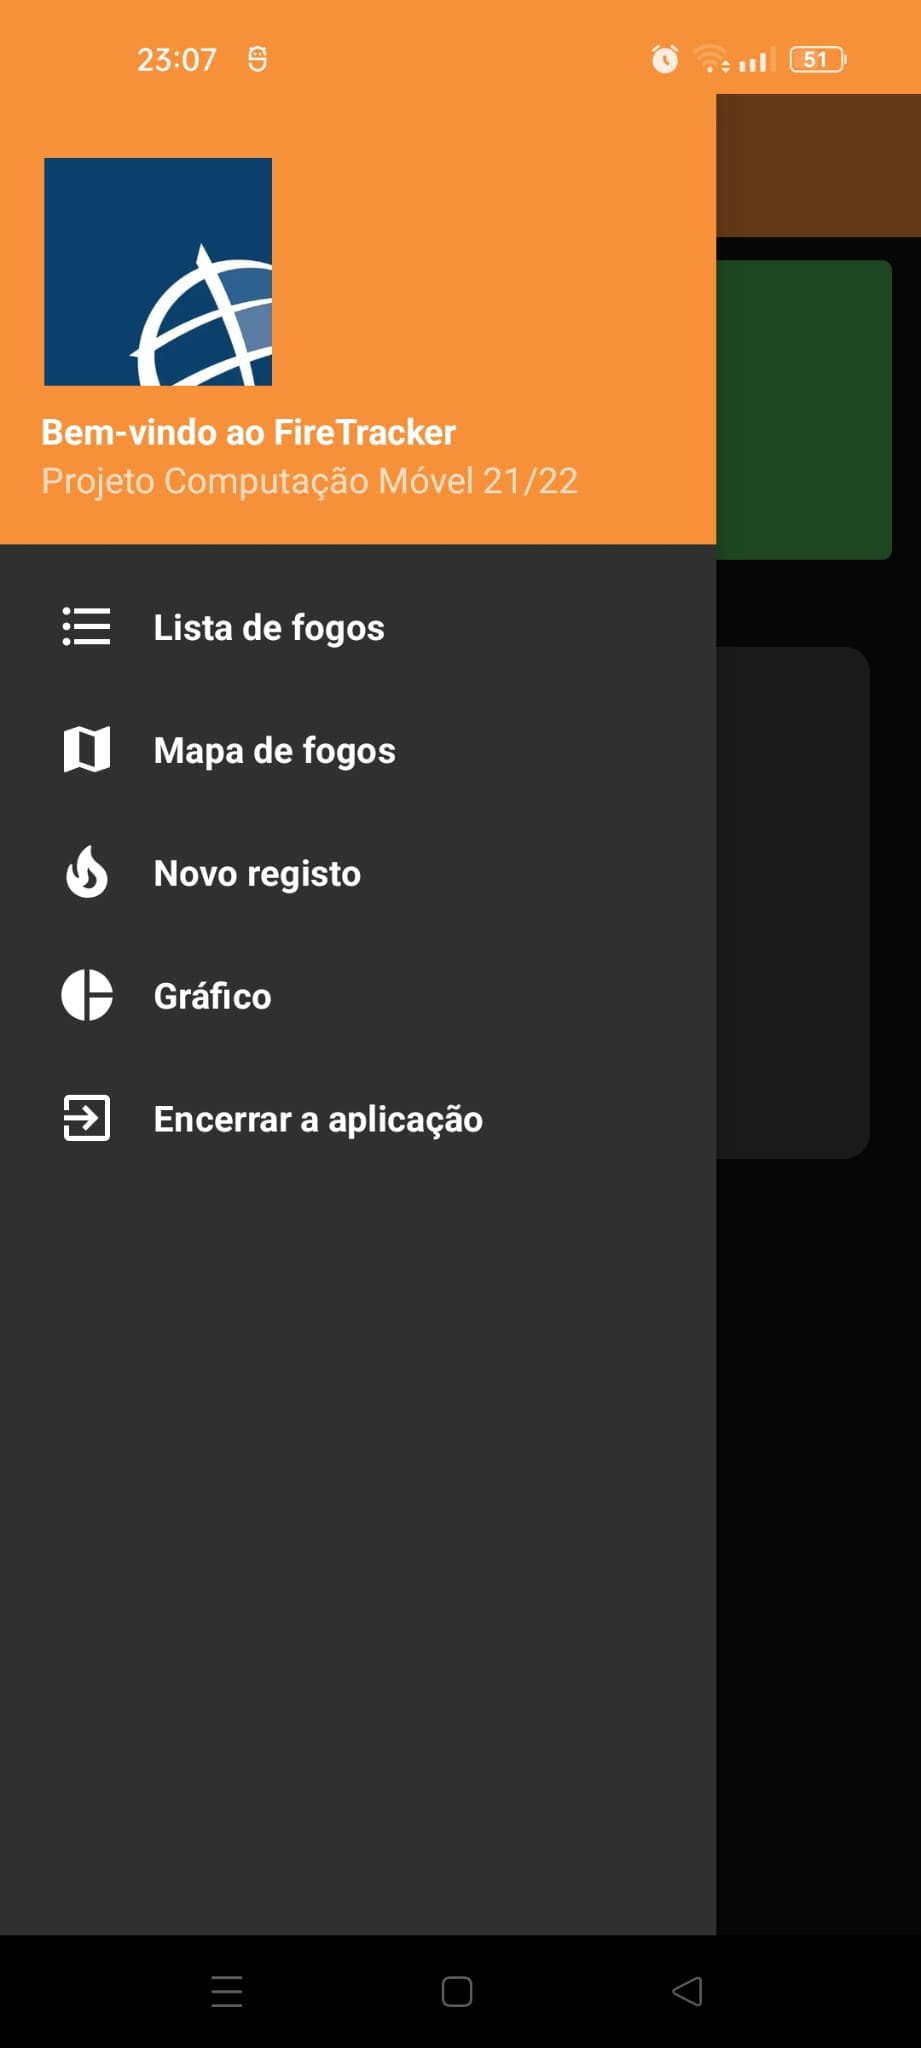 23:07
51
Bem-vindo ao FireTracker
Projeto Computação Móvel 21/22
Lista de fogos
Mapa de fogos
Novo registo
Gráfico
Encerrar a aplicação